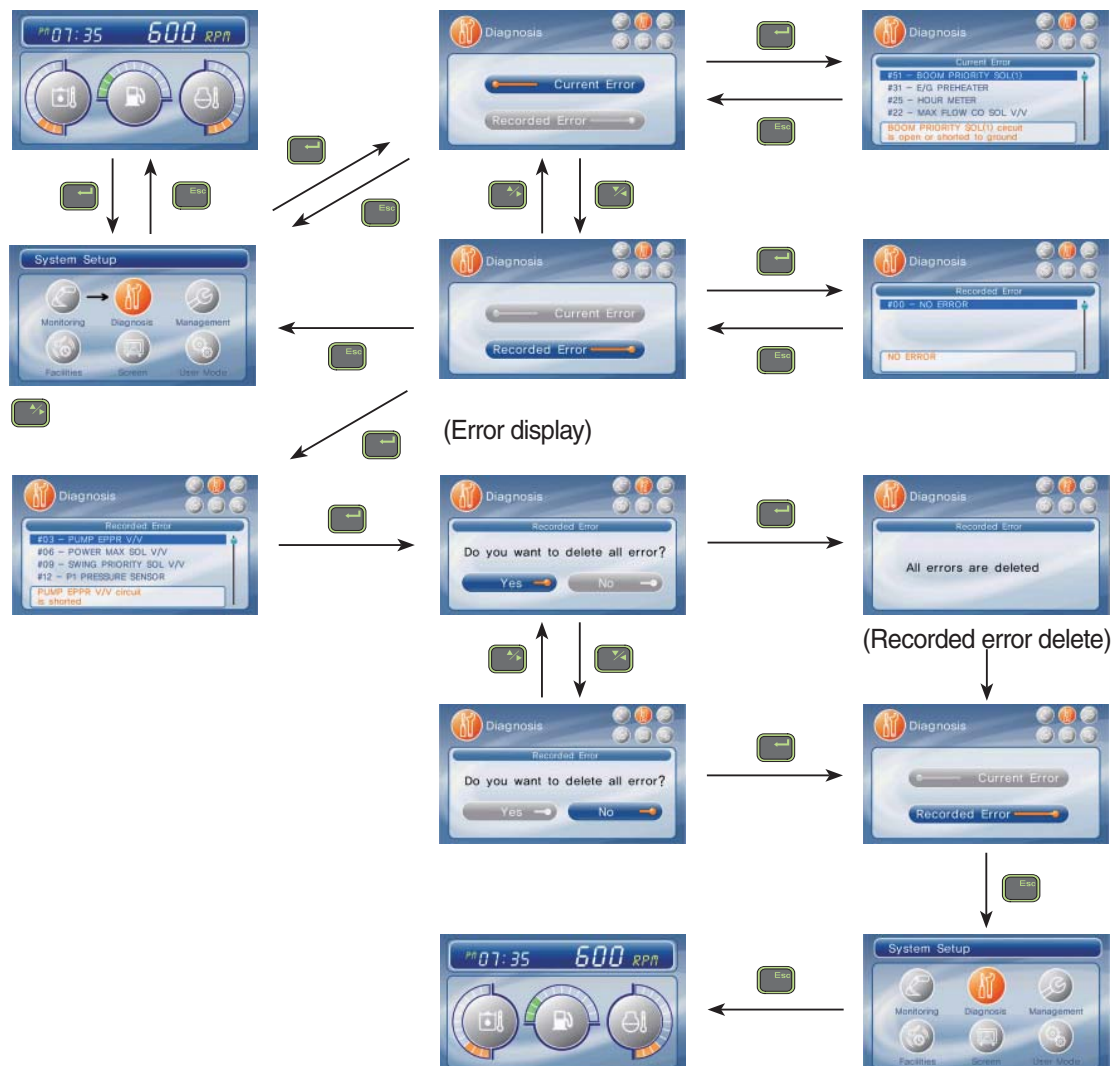 PM 07:35 600 RPM
Diagnosis
Current Error
Recorded Error
Diagnosis
Current Error
#51 - BOOM PRIORITY SOL(1)
#31 - E/G PREHEATER
#25 - HOUR METER
#22 - MAX FLOW CO SOL V/V
BOOM PRIORITY SOL(1) circuit
is open or shorted to ground
Esc
Esc
Esc
System Setup
Monitoring
Diagnosis
Management
Facilities
Screen
User Mode
Diagnosis
Current Error
Recorded Error
Diagnosis
Recorded Error
#00 - NO ERROR
NO ERROR
Esc
Esc
(Error display)
Diagnosis
Recorded Error
#03 - PUMP EPPR V/V
#06 - POWER MAX SOL V/V
#09 - SWING PRIORITY SOL V/V
#12 - P1 PRESSURE SENSOR
PUMP EPPR V/V circuit
is shorted
Diagnosis
Recorded Error
Do you want to delete all error?
Yes
No
Diagnosis
Recorded Error
All errors are deleted
(Recorded error delete)
Diagnosis
Recorded Error
Do you want to delete all error?
Yes
No
Diagnosis
Current Error
Recorded Error
Esc
PM 07:35 600 RPM
Esc
System Setup
Monitoring
Diagnosis
Management
Facilities
Screen
User Mode